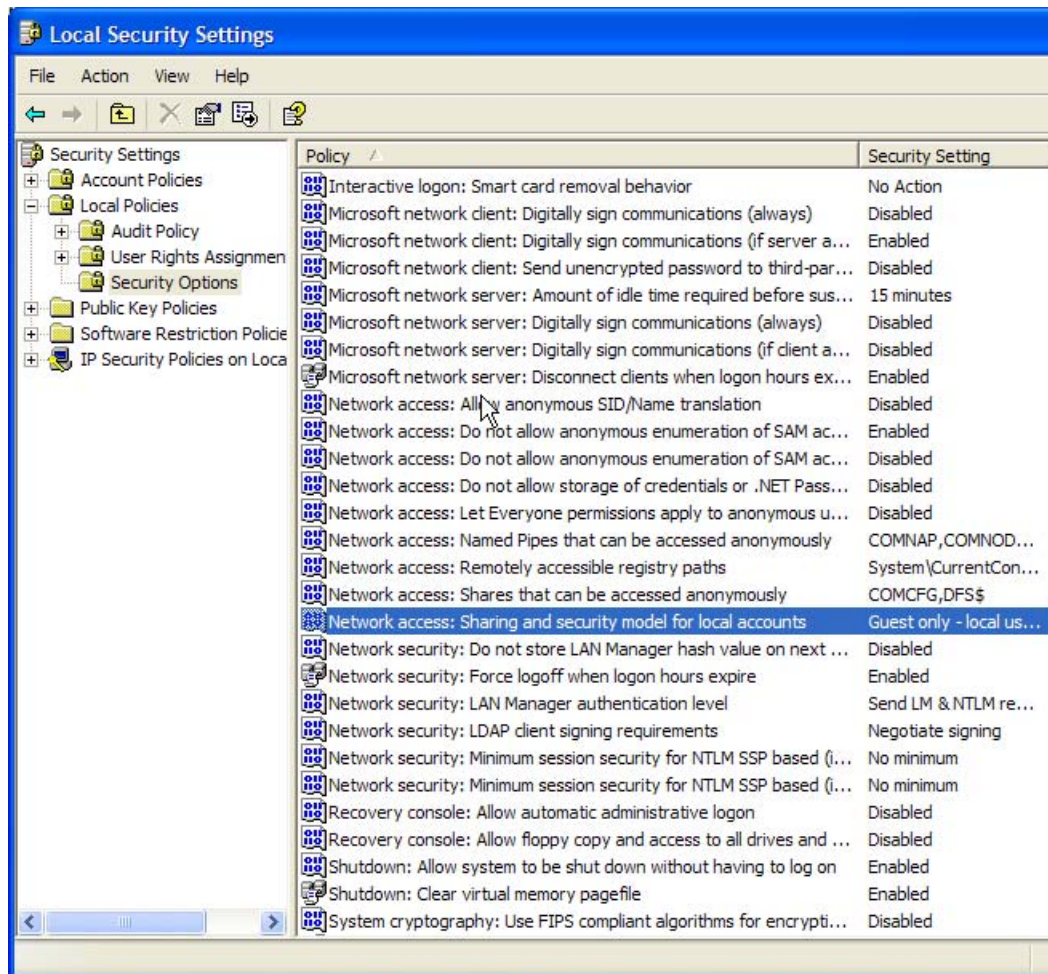 Local Security Settings
File Action View Help
Security Settings
Account Policies
Local Policies
Audit Policy
User Rights Assignmen
Security Options
Public Key Policies
Software Restriction Policie
IP Security Policies on Loca
Policy Security Setting
Interactive logon: Smart card removal behavior No Action
Microsoft network client: Digitally sign communications (always) Disabled
Microsoft network client: Digitally sign communications (if server a... Enabled
Microsoft network client: Send unencrypted password to third-par... Disabled
Microsoft network server: Amount of idle time required before sus... 15 minutes
Microsoft network server: Digitally sign communications (always) Disabled
Microsoft network server: Digitally sign communications (if client a... Disabled
Microsoft network server: Disconnect clients when logon hours ex... Enabled
Network access: Allow anonymous SID/Name translation Disabled
Network access: Do not allow anonymous enumeration of SAM ac... Enabled
Network access: Do not allow anonymous enumeration of SAM ac... Disabled
Network access: Do not allow storage of credentials or .NET Pass... Disabled
Network access: Let Everyone permissions apply to anonymous u... Disabled
Network access: Named Pipes that can be accessed anonymously COMNAP,COMNOD...
Network access: Remotely accessible registry paths System\CurrentCon...
Network access: Shares that can be accessed anonymously COMCFG,DFS$
Network access: Sharing and security model for local accounts Guest only - local us...
Network security: Do not store LAN Manager hash value on next ... Disabled
Network security: Force logoff when logon hours expire Enabled
Network security: LAN Manager authentication level Send LM & NTLM re...
Network security: LDAP client signing requirements Negotiate signing
Network security: Minimum session security for NTLM SSP based (i... No minimum
Network security: Minimum session security for NTLM SSP based (i... No minimum
Recovery console: Allow automatic administrative logon Disabled
Recovery console: Allow floppy copy and access to all drives and ... Disabled
Shutdown: Allow system to be shut down without having to log on Enabled
Shutdown: Clear virtual memory pagefile Enabled
System cryptography: Use FIPS compliant algorithms for encrypti... Disabled